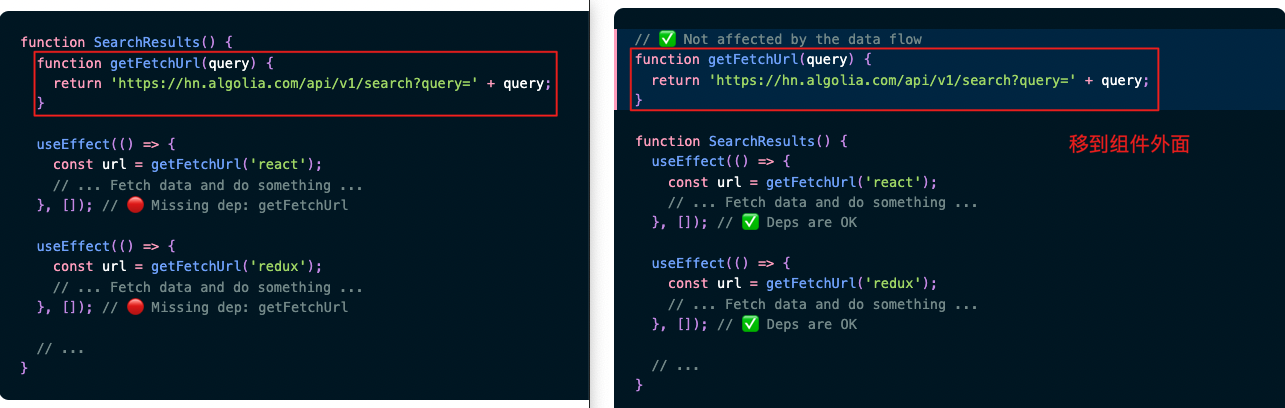 function SearchResults() {
  function getFetchUrl(query) {
    return 'https://hn.algolia.com/api/v1/search?query=' + query;
  }

  useEffect(() => {
    const url = getFetchUrl('react');
    // ... Fetch data and do something ...
  }, []); // 🔴 Missing dep: getFetchUrl

  useEffect(() => {
    const url = getFetchUrl('redux');
    // ... Fetch data and do something ...
  }, []); // 🔴 Missing dep: getFetchUrl

  // ...
}
// ✅ Not affected by the data flow
function getFetchUrl(query) {
  return 'https://hn.algolia.com/api/v1/search?query=' + query;
}

function SearchResults() {
移到组件外面
  useEffect(() => {
    const url = getFetchUrl('react');
    // ... Fetch data and do something ...
  }, []); // ✅ Deps are OK

  useEffect(() => {
    const url = getFetchUrl('redux');
    // ... Fetch data and do something ...
  }, []); // ✅ Deps are OK

  // ...
}